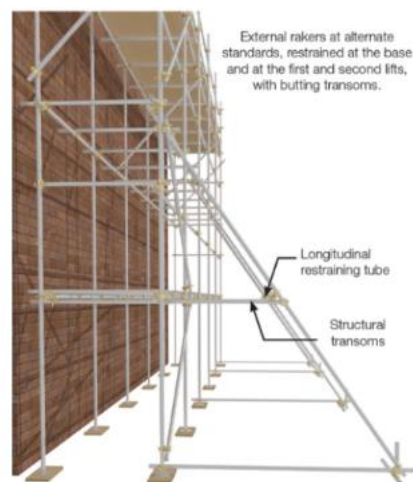 External rakers at alternate
standards, restrained at the base
and at the first and second lifts,
with butting transoms.
Longitudinal
restraining tube
Structural
transoms